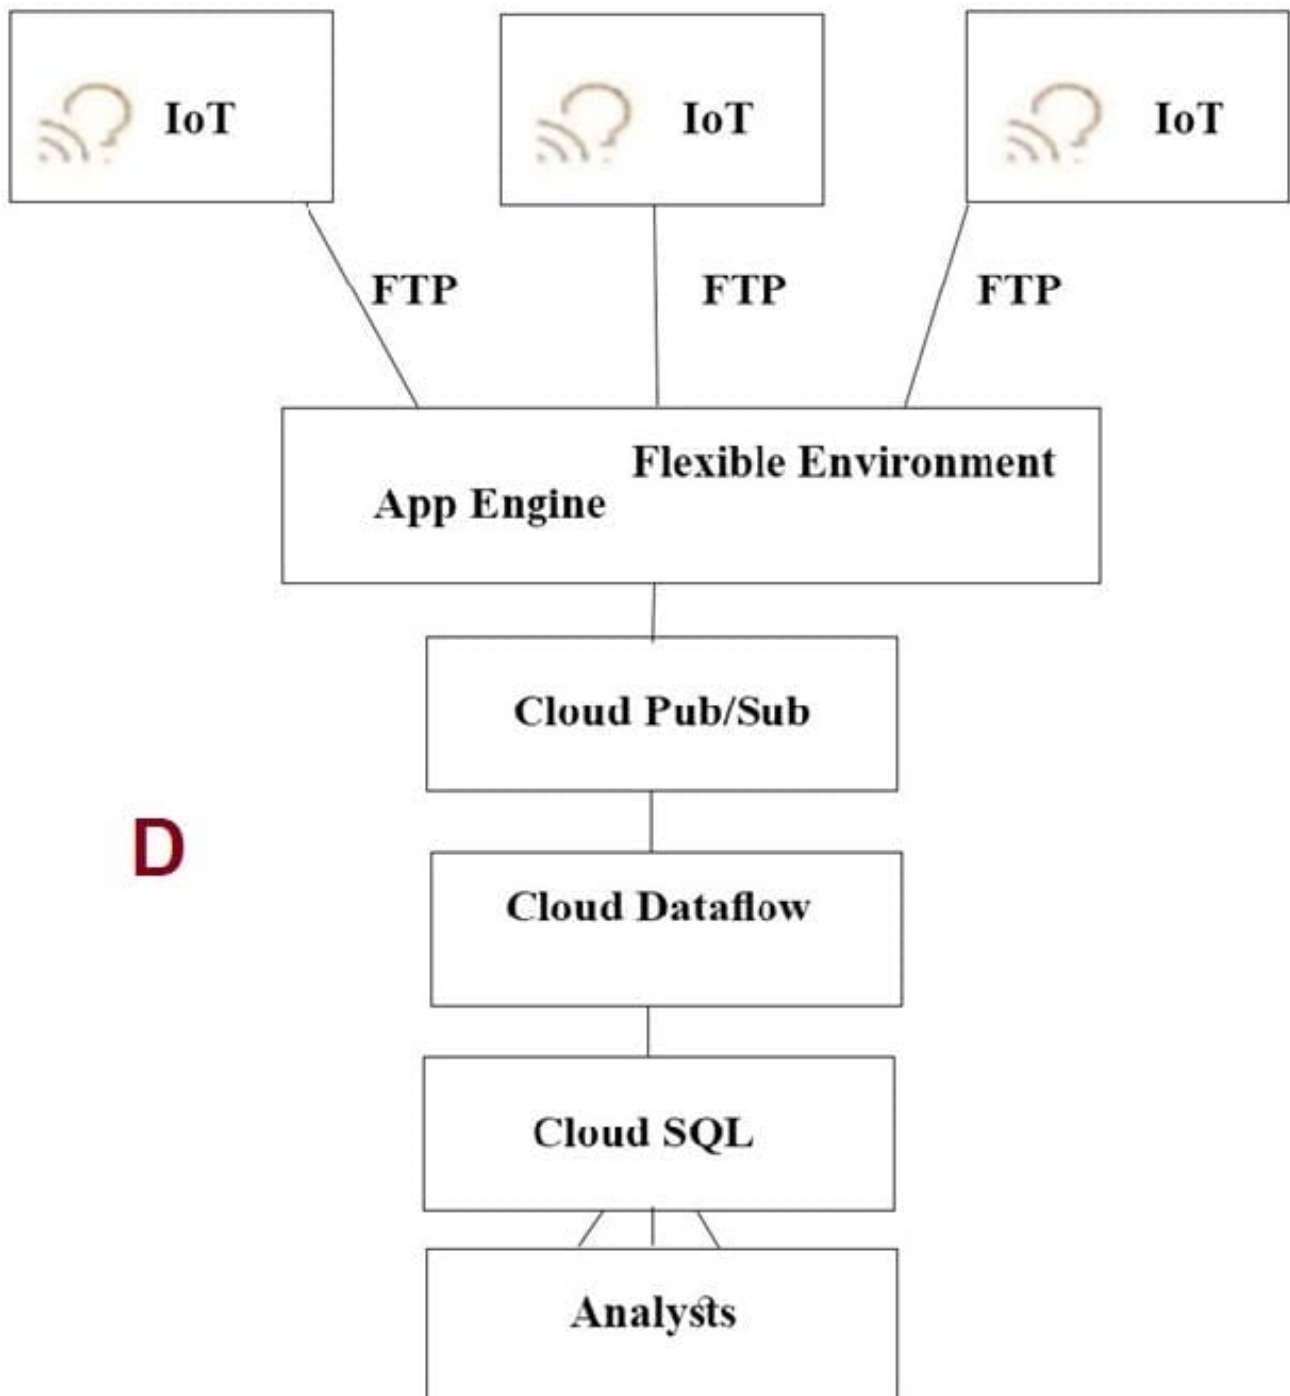 IoT
IoT
IoT
FTP
FTP
FTP
Flexible Environment
App Engine
Cloud Pub/Sub
D
Cloud Dataflow
Cloud SQL
Analysts